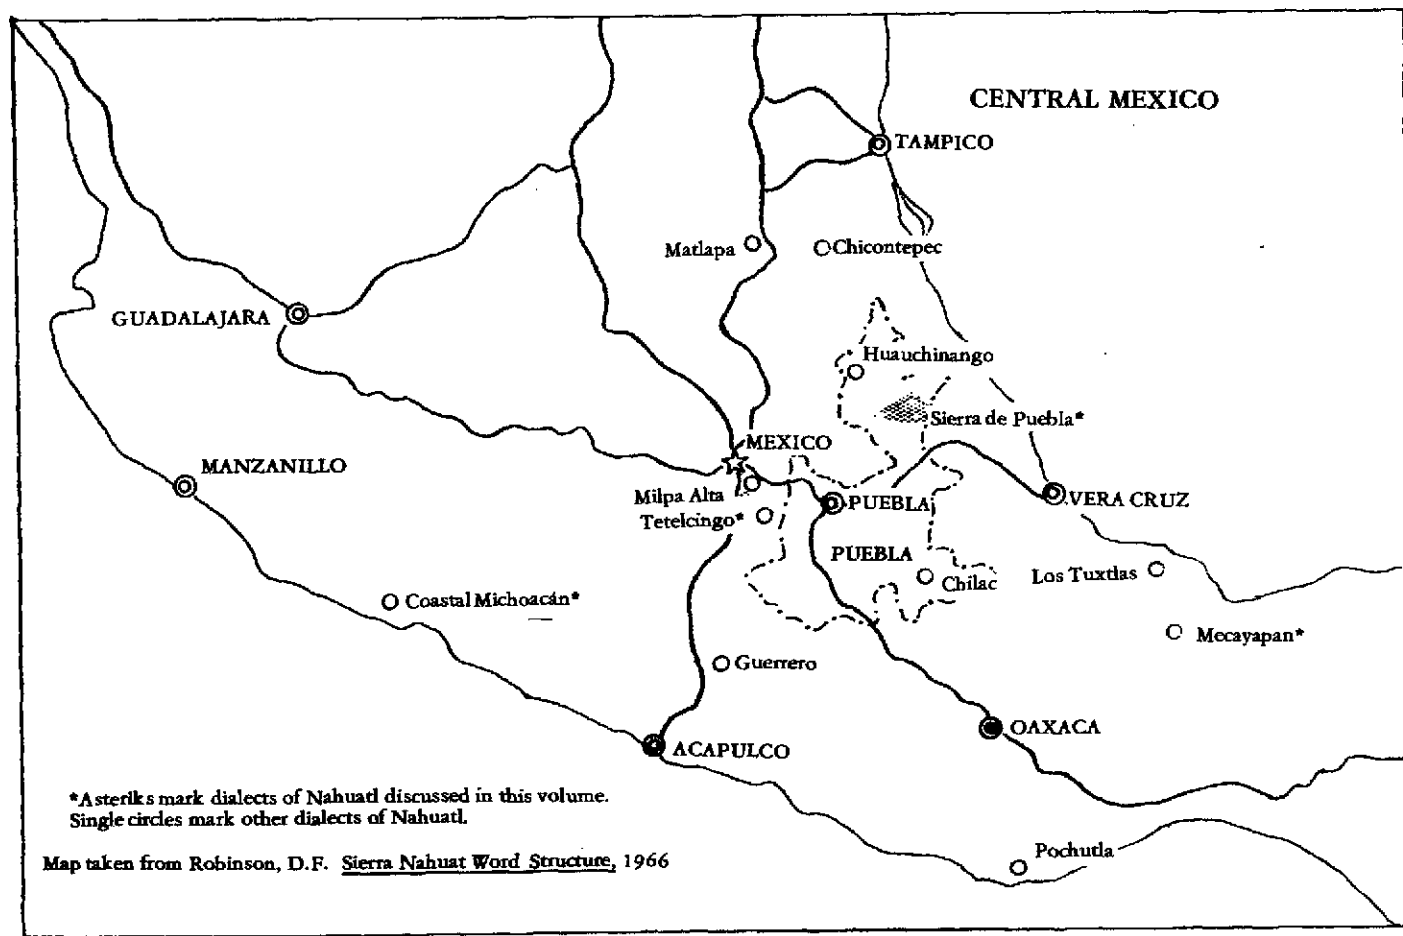 CENTRAL MEXICO
TAMPICO
Matlapa
Chicontepec
GUADALAJARA
Huauchinango
Sierra de Puebla*
MEXICO
MANZANILLO
Milpa Alta
PUEBLA
VERA CRUZ
Tetelcingo*
PUEBLA
Chilac
Los Tuxtlas
Coastal Michoacán*
Mecayapan*
Guerrero
OAXACA
ACAPULCO
*Asteriks mark dialects of Nahuatl discussed in this volume.
Single circles mark other dialects of Nahuatl.
Pochutla
Map taken from Robinson, D.F. Sierra Nahuat Word Structure, 1966